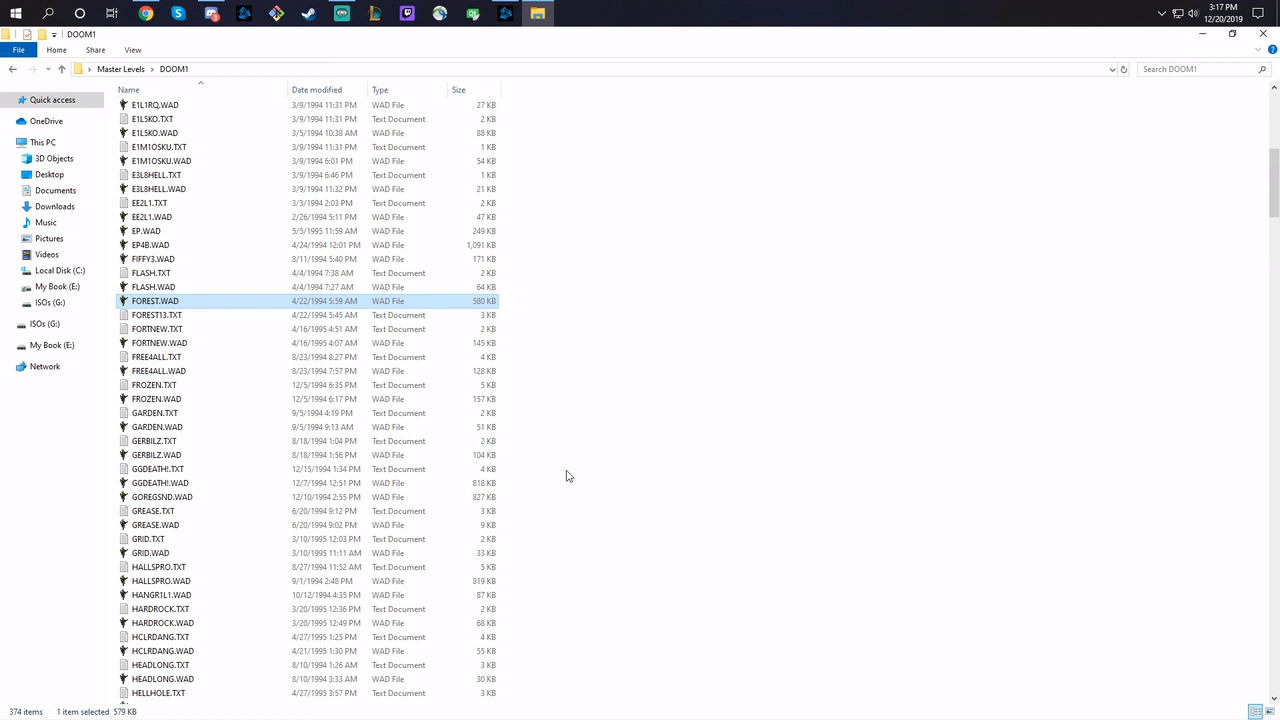 3:17 PM
12/20/2019
DOOM1
File Home Share View
Master Levels > DOOM1
Search DOOM1
Name Date modified Type Size
Quick access
OneDrive
This PC
3D Objects
Desktop
Documents
Downloads
Music
Pictures
Videos
Local Disk (C:)
My Book (E:)
ISOs (G:)
ISOs (G:)
My Book (E:)
Network
E1L1RQ.WAD 3/9/1994 11:31 PM WAD File 27 KB
E1L5KO.TXT 3/9/1994 11:31 PM Text Document 2 KB
E1L5KO.WAD 3/5/1994 10:38 AM WAD File 88 KB
E1M1OSKU.TXT 3/9/1994 11:31 PM Text Document 1 KB
E1M1OSKU.WAD 3/9/1994 6:01 PM WAD File 54 KB
E3L8HELL.TXT 3/9/1994 6:46 PM Text Document 1 KB
E3L8HELL.WAD 3/9/1994 11:32 PM WAD File 21 KB
EE2L1.TXT 3/3/1994 2:03 PM Text Document 2 KB
EE2L1.WAD 2/26/1994 5:11 PM WAD File 47 KB
EP.WAD 5/5/1995 11:59 AM WAD File 249 KB
EP4B.WAD 4/24/1994 12:01 PM WAD File 1,091 KB
FIFFY3.WAD 8/11/1994 5:40 PM WAD File 171 KB
FLASH.TXT 4/4/1994 7:38 AM Text Document 2 KB
FLASH.WAD 4/4/1994 7:27 AM WAD File 64 KB
FOREST.WAD 4/22/1994 5:59 AM WAD File 580 KB
FOREST13.TXT 4/22/1994 5:45 AM Text Document 3 KB
FORTNEW.TXT 4/16/1995 4:51 AM Text Document 2 KB
FORTNEW.WAD 4/16/1995 4:07 AM WAD File 145 KB
FREE4ALL.TXT 8/23/1994 8:27 PM Text Document 4 KB
FREE4ALL.WAD 8/23/1994 7:57 PM WAD File 128 KB
FROZEN.TXT 12/5/1994 6:35 PM Text Document 5 KB
FROZEN.WAD 12/5/1994 6:17 PM WAD File 157 KB
GARDEN.TXT 9/5/1994 4:19 PM Text Document 2 KB
GARDEN.WAD 9/5/1994 9:13 AM WAD File 51 KB
GERBILZ.TXT 8/18/1994 1:04 PM Text Document 2 KB
GERBILZ.WAD 8/18/1994 1:56 PM WAD File 104 KB
GGDEATH!.TXT 12/15/1994 1:34 PM Text Document 4 KB
GGDEATH!.WAD 12/7/1994 12:51 PM WAD File 818 KB
GOREGSND.WAD 12/10/1994 2:55 PM WAD File 827 KB
GREASE.TXT 6/20/1994 9:12 PM Text Document 3 KB
GREASE.WAD 6/20/1994 9:02 PM WAD File 9 KB
GRID.TXT 3/10/1995 12:03 PM Text Document 2 KB
GRID.WAD 3/10/1995 11:11 AM WAD File 33 KB
HALLSPRO.TXT 8/27/1994 11:52 AM Text Document 5 KB
HALLSPRO.WAD 9/1/1994 2:48 PM WAD File 819 KB
HANGR1L1.WAD 10/12/1994 4:35 PM WAD File 87 KB
HARDROCK.TXT 3/20/1995 12:36 PM Text Document 2 KB
HARDROCK.WAD 3/20/1995 12:49 PM WAD File 68 KB
HCLRDANG.TXT 4/27/1995 1:25 PM Text Document 4 KB
HCLRDANG.WAD 4/21/1995 1:30 PM WAD File 55 KB
HEADLONG.TXT 8/10/1994 1:26 AM Text Document 3 KB
HEADLONG.WAD 8/10/1994 3:33 AM WAD File 30 KB
HELLHOLE.TXT 4/27/1995 3:57 PM Text Document 3 KB
374 items 1 item selected 579 KB